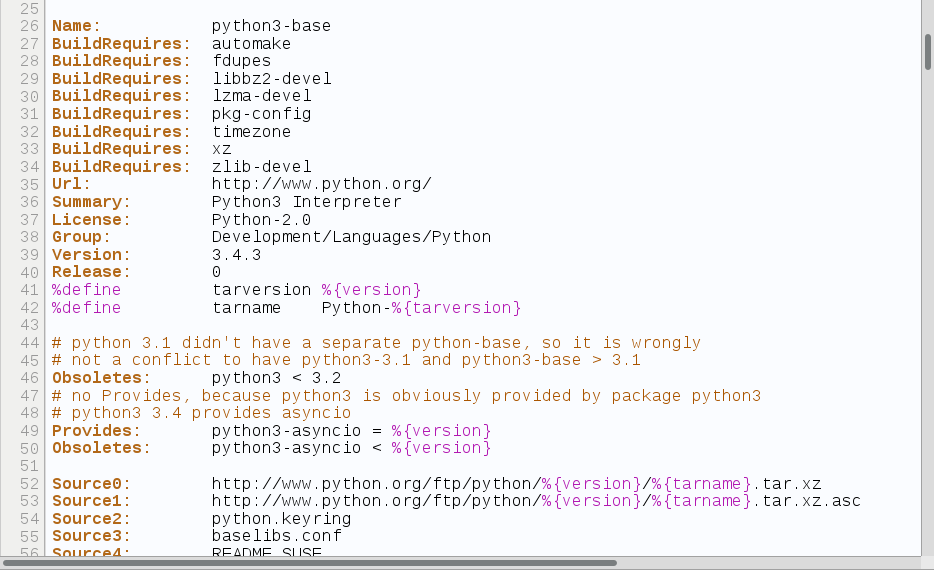 25
26 Name:           python3-base
27 BuildRequires:  automake
28 BuildRequires:  fdupes
29 BuildRequires:  libbz2-devel
30 BuildRequires:  lzma-devel
31 BuildRequires:  pkg-config
32 BuildRequires:  timezone
33 BuildRequires:  xz
34 BuildRequires:  zlib-devel
35 Url:            http://www.python.org/
36 Summary:        Python3 Interpreter
37 License:        Python-2.0
38 Group:          Development/Languages/Python
39 Version:        3.4.3
40 Release:        0
41 %define         tarversion %{version}
42 %define         tarname    Python-%{tarversion}
43
44 # python 3.1 didn't have a separate python-base, so it is wrongly
45 # not a conflict to have python3-3.1 and python3-base > 3.1
46 Obsoletes:      python3 < 3.2
47 # no Provides, because python3 is obviously provided by package python3
48 # python3 3.4 provides asyncio
49 Provides:       python3-asyncio = %{version}
50 Obsoletes:      python3-asyncio < %{version}
51
52 Source0:        http://www.python.org/ftp/python/%{version}/%{tarname}.tar.xz
53 Source1:        http://www.python.org/ftp/python/%{version}/%{tarname}.tar.xz.asc
54 Source2:        python.keyring
55 Source3:        baselibs.conf
56 Source4:        README.SUSE